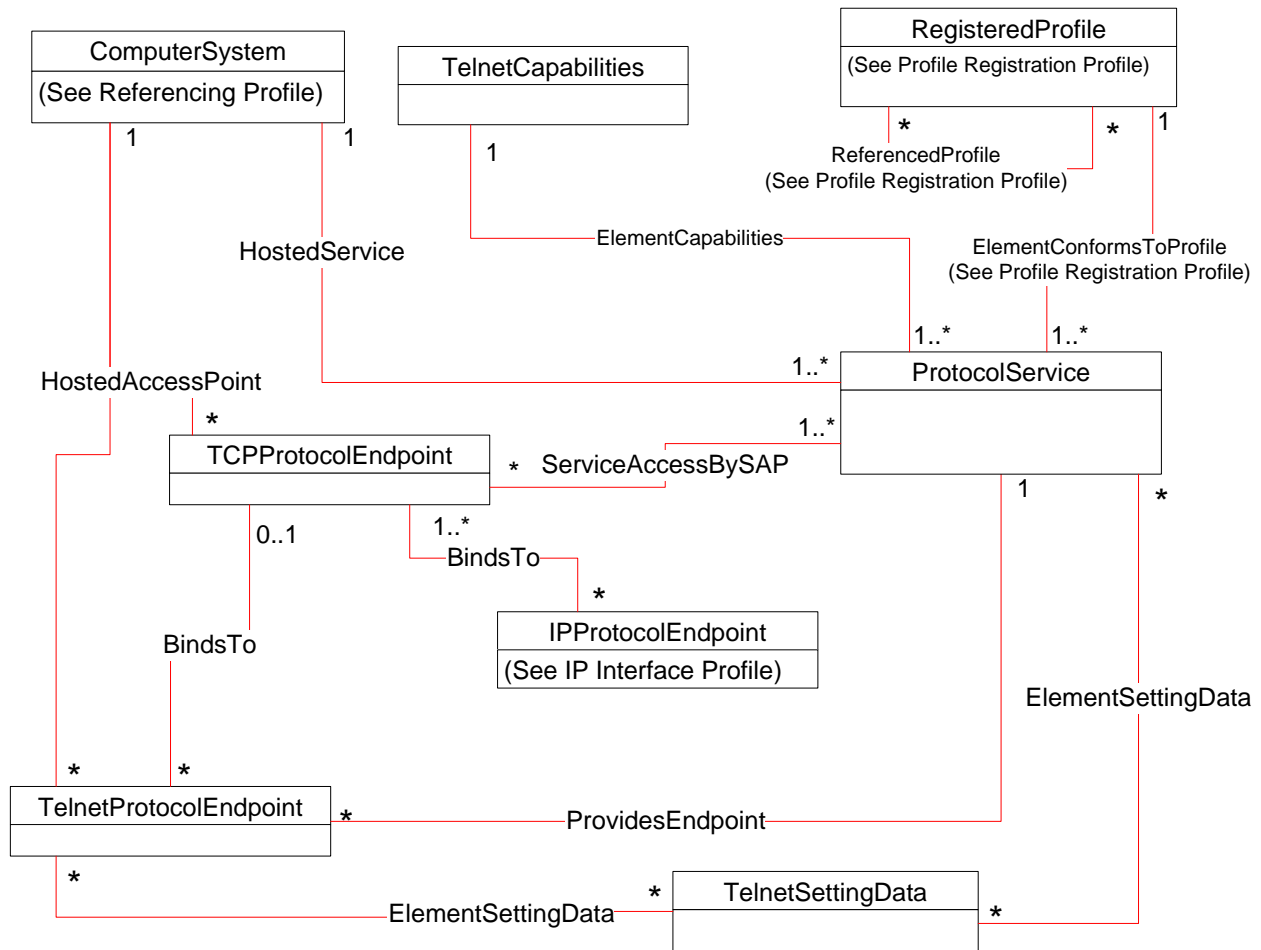 ComputerSystem
(See Referencing Profile)
TelnetCapabilities
RegisteredProfile
(See Profile Registration Profile)
1
1
1
*
*
1
ReferencedProfile
(See Profile Registration Profile)
HostedService
ElementCapabilities
ElementConformsToProfile
(See Profile Registration Profile)
1..*
1..*
1..*
ProtocolService
HostedAccessPoint
*
1..*
TCPProtocolEndpoint
*
ServiceAccessBySAP
0..1
1..*
1
*
BindsTo
*
IPProtocolEndpoint
(See IP Interface Profile)
BindsTo
ElementSettingData
*
*
TelnetProtocolEndpoint
*
ProvidesEndpoint
*
*
TelnetSettingData
*
ElementSettingData